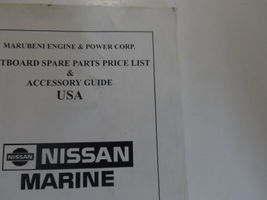 MARUBENI ENGINE & POWER CORP.
TBOARD SPARE PARTS PRICE LIST
&
ACCESSORY GUIDE
USA
NISSAN NISSAN
MARINE